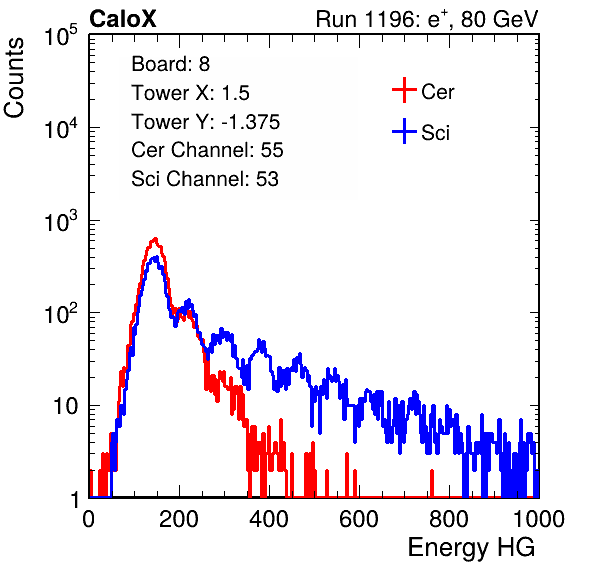 CaloX Run 1196: e⁺, 80 GeV
Counts
10⁵
10⁴
10³
10²
10
1
Board: 8
Tower X: 1.5
Tower Y: -1.375
Cer Channel: 55
Sci Channel: 53
Cer
Sci
0 200 400 600 800 1000
Energy HG